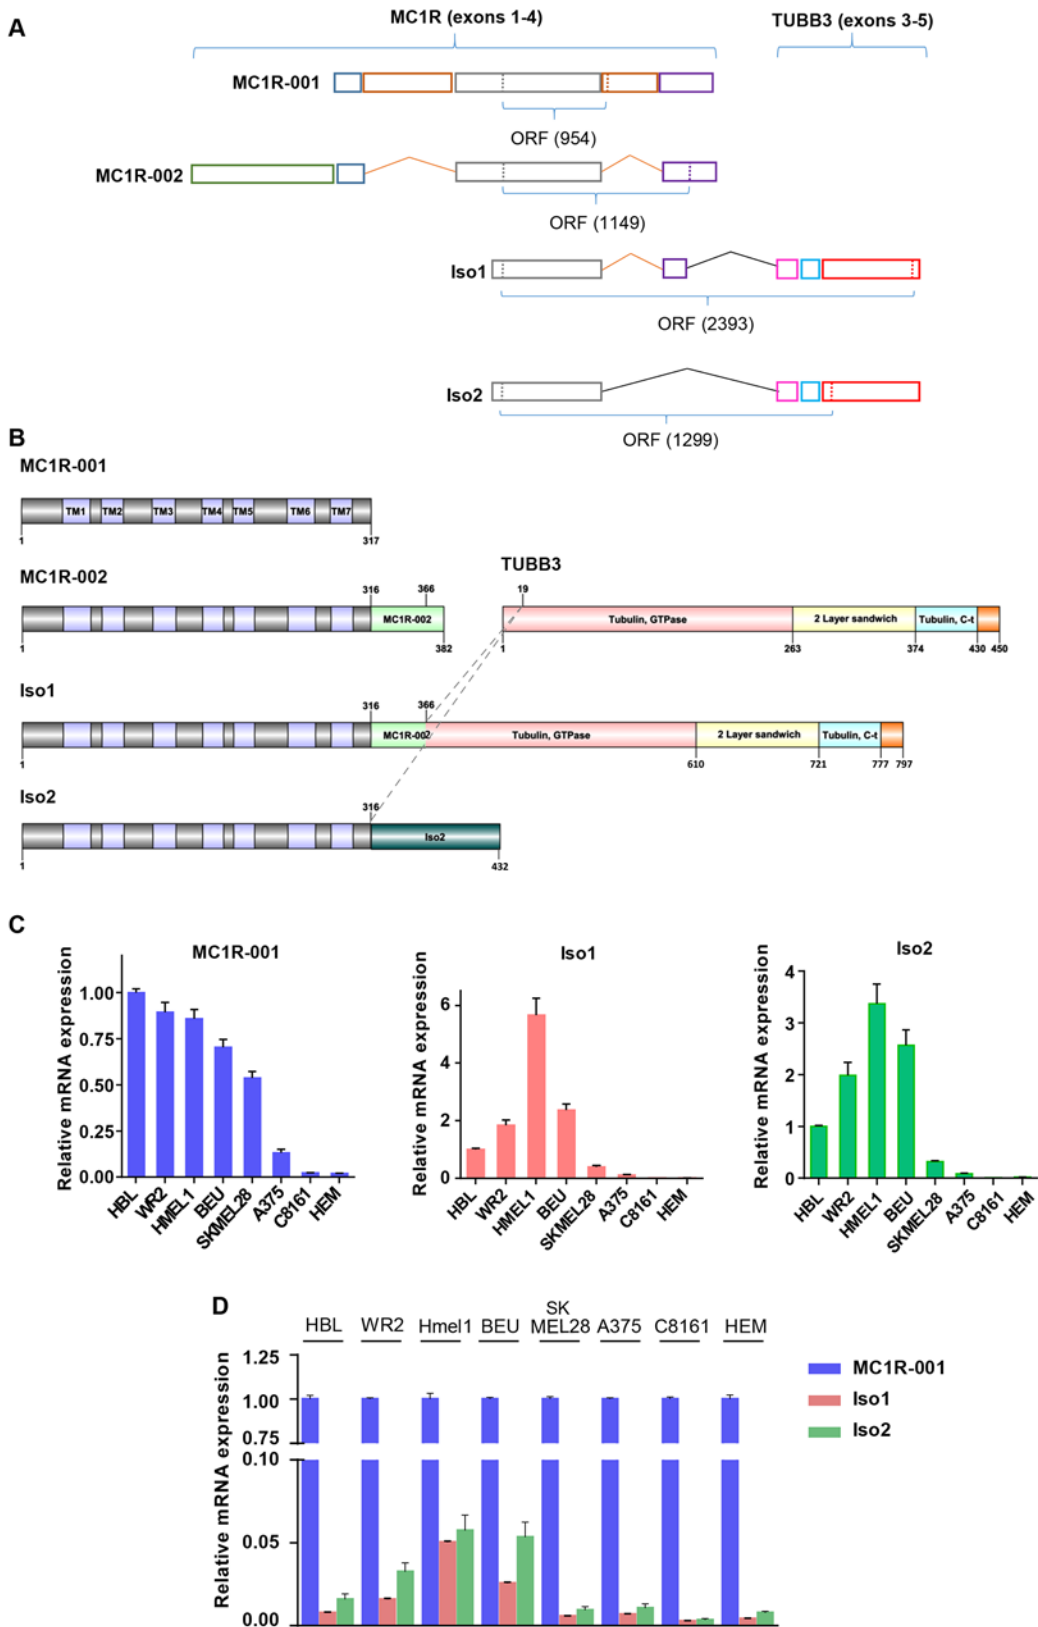 A
MC1R (exons 1-4)
TUBB3 (exons 3-5)
MC1R-001
ORF (954)
MC1R-002
ORF (1149)
Iso1
ORF (2393)
Iso2
ORF (1299)
B
MC1R-001
TM1 TM2 TM3 TM4 TM5 TM6 TM7
1 317
MC1R-002 TUBB3
316 366 19
MC1R-002 Tubulin, GTPase 2 Layer sandwich Tubulin, C-t
1 382 1 263 374 430 450
Iso1
316 366
MC1R-002 Tubulin, GTPase 2 Layer sandwich Tubulin, C-t
1 610 721 777 797
Iso2
316
Iso2
1 432
C
MC1R-001
Relative mRNA expression
1.00
0.75
0.50
0.25
0.00
HBL WR2 HMEL1 BEU SKMEL28 A375 C8161 HEM
Iso1
Relative mRNA expression
6
4
2
0
HBL WR2 HMEL1 BEU SKMEL28 A375 C8161 HEM
Iso2
Relative mRNA expression
4
3
2
1
0
HBL WR2 HMEL1 BEU SKMEL28 A375 C8161 HEM
D
HBL WR2 Hmel1 BEU SK MEL28 A375 C8161 HEM
Relative mRNA expression
1.25
1.00
0.75
0.10
0.05
0.00
MC1R-001
Iso1
Iso2